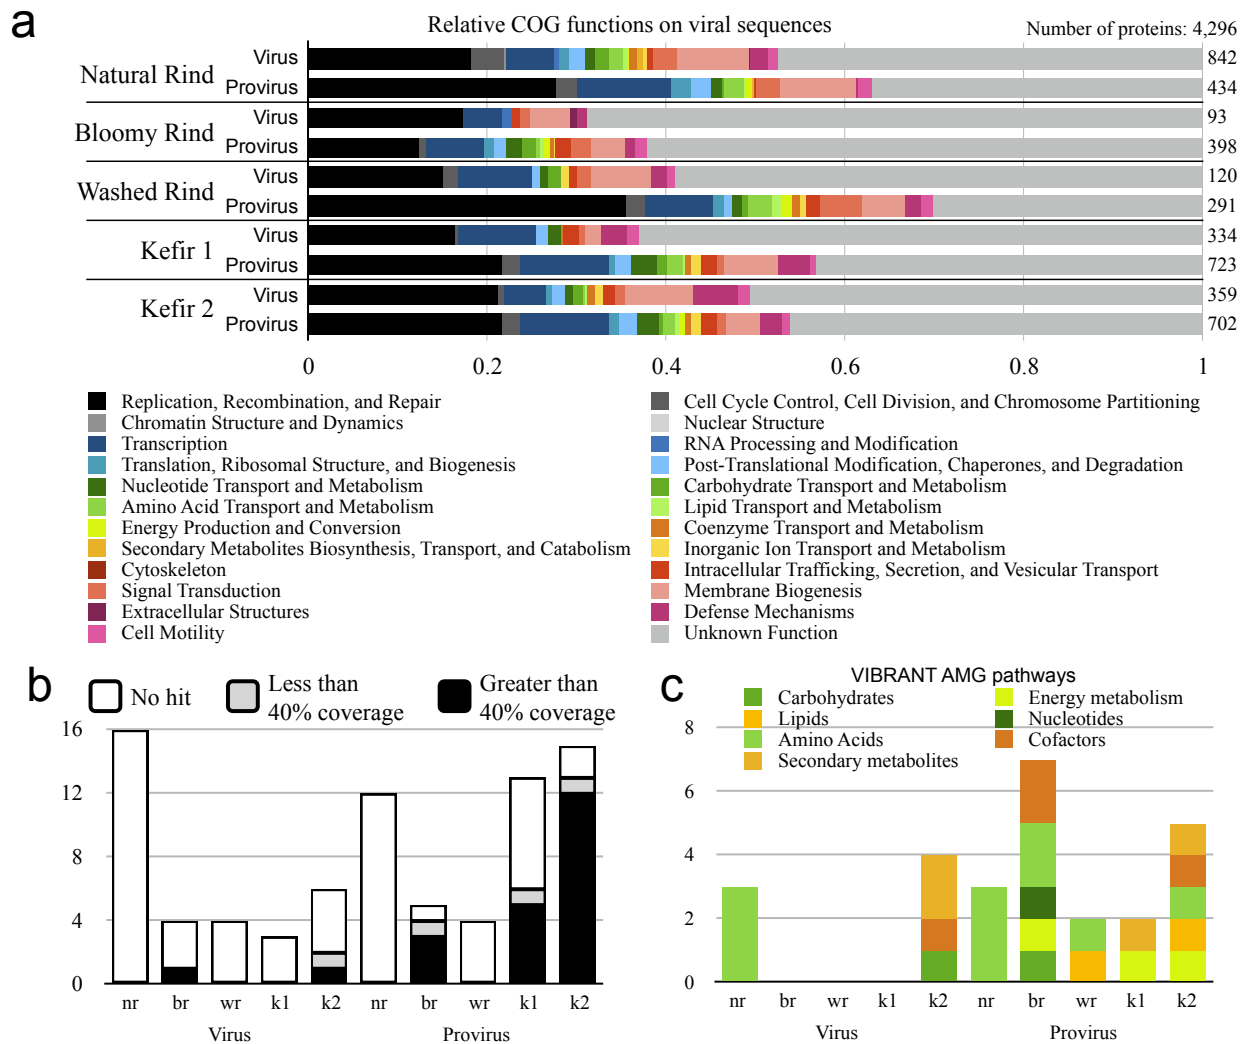 a
Relative COG functions on viral sequences
Number of proteins: 4,296
Natural Rind
Virus
842
Provirus
434
Bloomy Rind
Virus
93
Provirus
398
Washed Rind
Virus
120
Provirus
291
Kefir 1
Virus
334
Provirus
723
Kefir 2
Virus
359
Provirus
702
0 0.2 0.4 0.6 0.8 1
Replication, Recombination, and Repair
Chromatin Structure and Dynamics
Transcription
Translation, Ribosomal Structure, and Biogenesis
Nucleotide Transport and Metabolism
Amino Acid Transport and Metabolism
Energy Production and Conversion
Secondary Metabolites Biosynthesis, Transport, and Catabolism
Cytoskeleton
Signal Transduction
Extracellular Structures
Cell Motility
Cell Cycle Control, Cell Division, and Chromosome Partitioning
Nuclear Structure
RNA Processing and Modification
Post-Translational Modification, Chaperones, and Degradation
Carbohydrate Transport and Metabolism
Lipid Transport and Metabolism
Coenzyme Transport and Metabolism
Inorganic Ion Transport and Metabolism
Intracellular Trafficking, Secretion, and Vesicular Transport
Membrane Biogenesis
Defense Mechanisms
Unknown Function
b
No hit
Less than
40% coverage
Greater than
40% coverage
16
12
8
4
0
nr br wr k1 k2 nr br wr k1 k2
Virus Provirus
c
VIBRANT AMG pathways
Carbohydrates
Lipids
Amino Acids
Secondary metabolites
Energy metabolism
Nucleotides
Cofactors
8
6
4
2
0
nr br wr k1 k2 nr br wr k1 k2
Virus Provirus